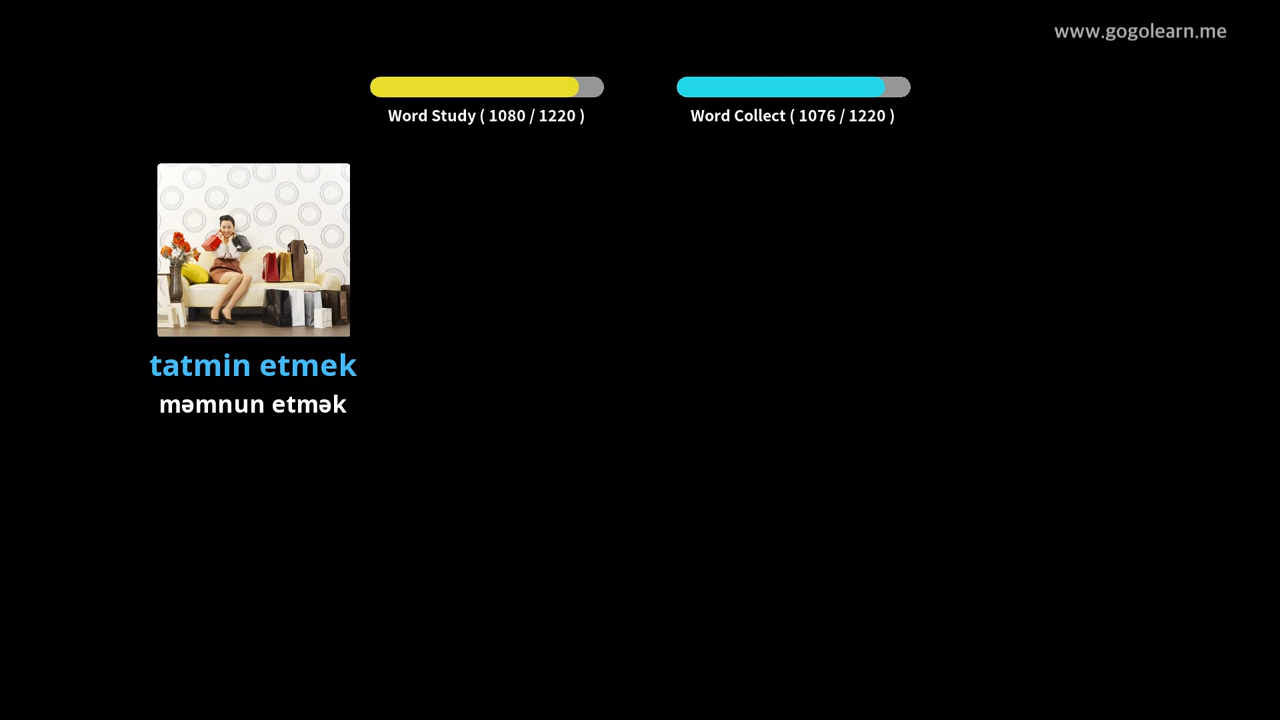 www.gogolearn.me
Word Study ( 1080 / 1220 )
Word Collect ( 1076 / 1220 )
tatmin etmek
məmnun etmək